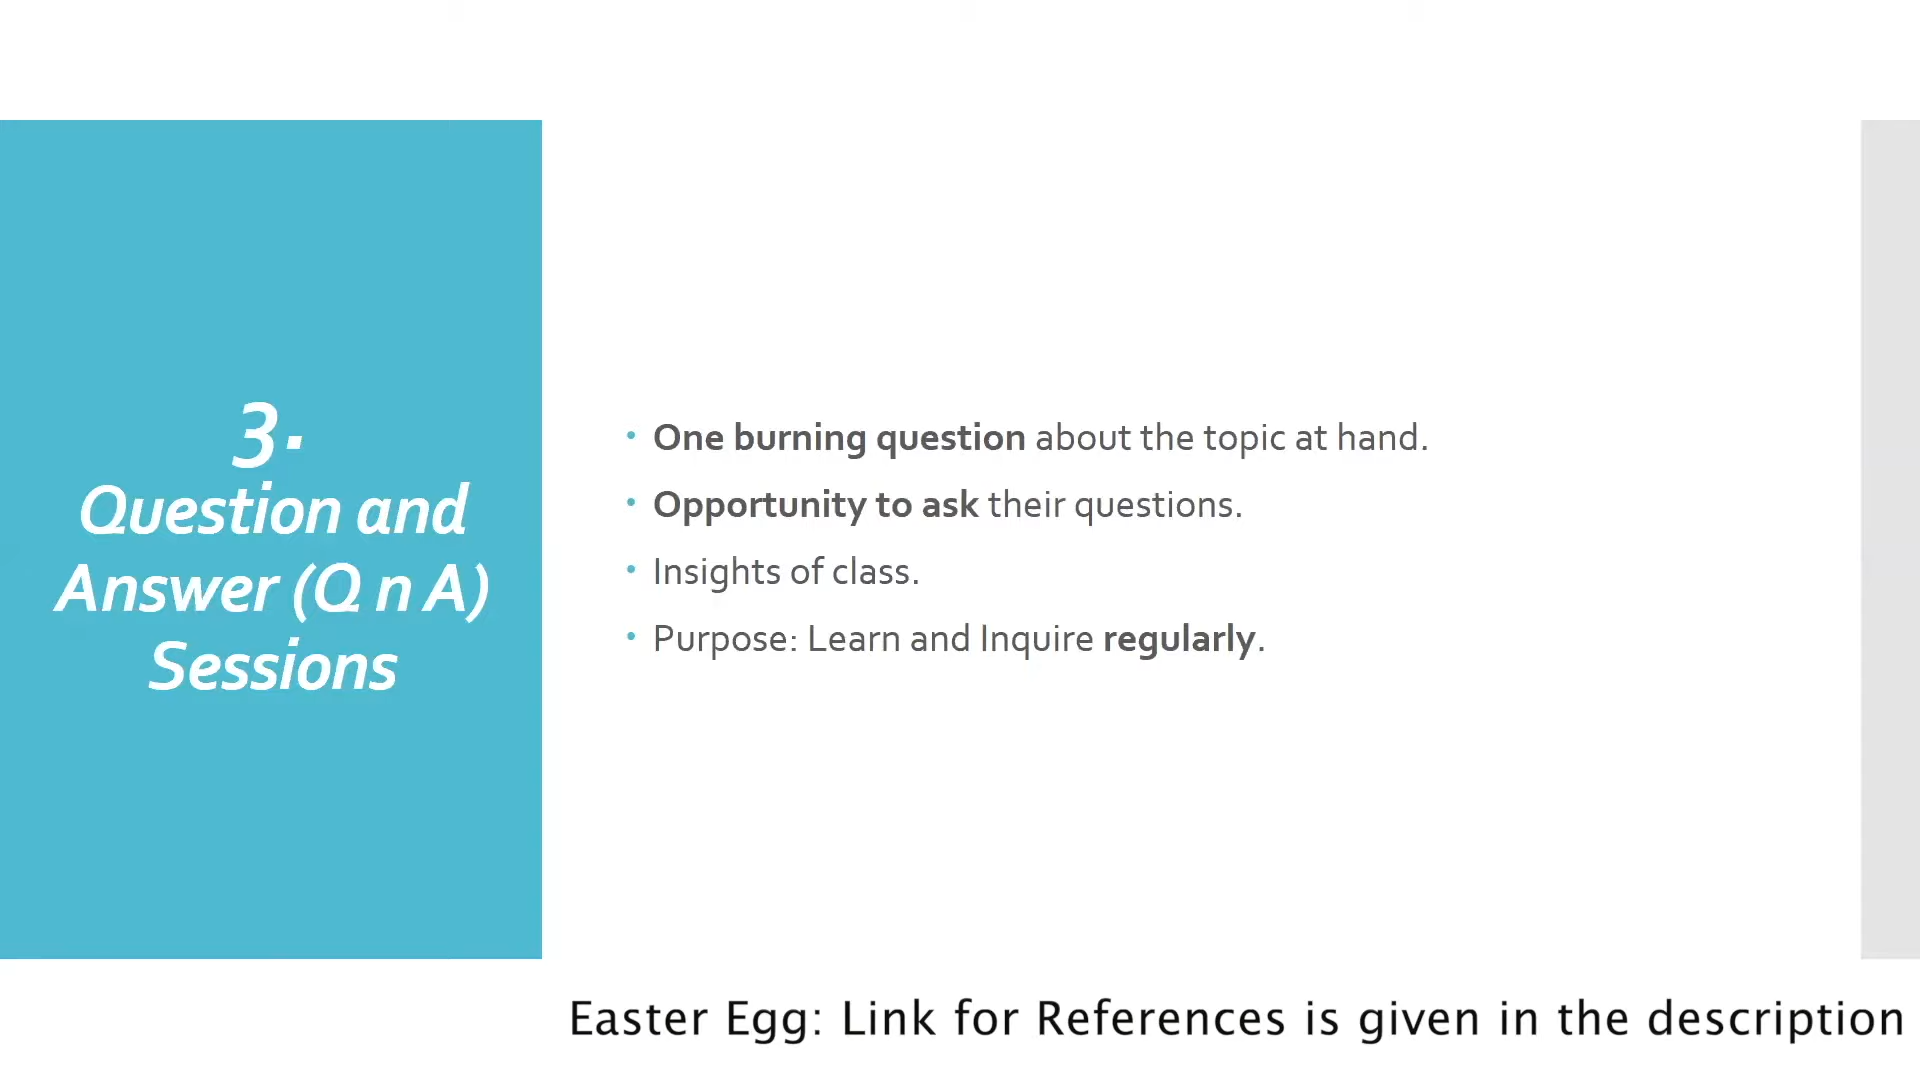 3.
Question and
Answer (Q n A)
Sessions
• One burning question about the topic at hand.
• Opportunity to ask their questions.
• Insights of class.
• Purpose: Learn and Inquire regularly.
Easter Egg: Link for References is given in the description